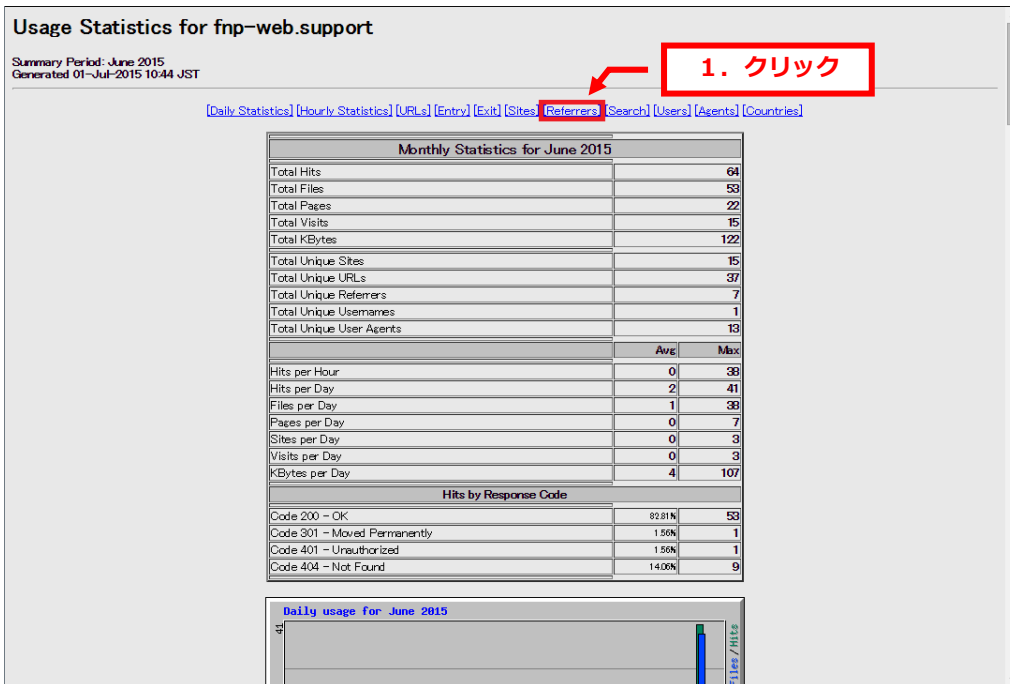 Usage Statistics for fnp-web.support
Summary Period: June 2015
Generated 01-Jul-2015 10:44 JST
1．クリック
[Daily Statistics] [Hourly Statistics] [URLs] [Entry] [Exit] [Sites] [Referrers] [Search] [Users] [Agents] [Countries]
Monthly Statistics for June 2015
Total Hits 64
Total Files 53
Total Pages 22
Total Visits 15
Total KBytes 122
Total Unique Sites 15
Total Unique URLs 37
Total Unique Referrers 7
Total Unique Usernames 1
Total Unique User Agents 13
Avg Max
Hits per Hour 0 38
Hits per Day 2 41
Files per Day 1 38
Pages per Day 0 7
Sites per Day 0 3
Visits per Day 0 3
KBytes per Day 4 107
Hits by Response Code
Code 200 - OK 82.81% 53
Code 301 - Moved Permanently 1.56% 1
Code 401 - Unauthorized 1.56% 1
Code 404 - Not Found 14.06% 9
Daily usage for June 2015
41
Files / Hits